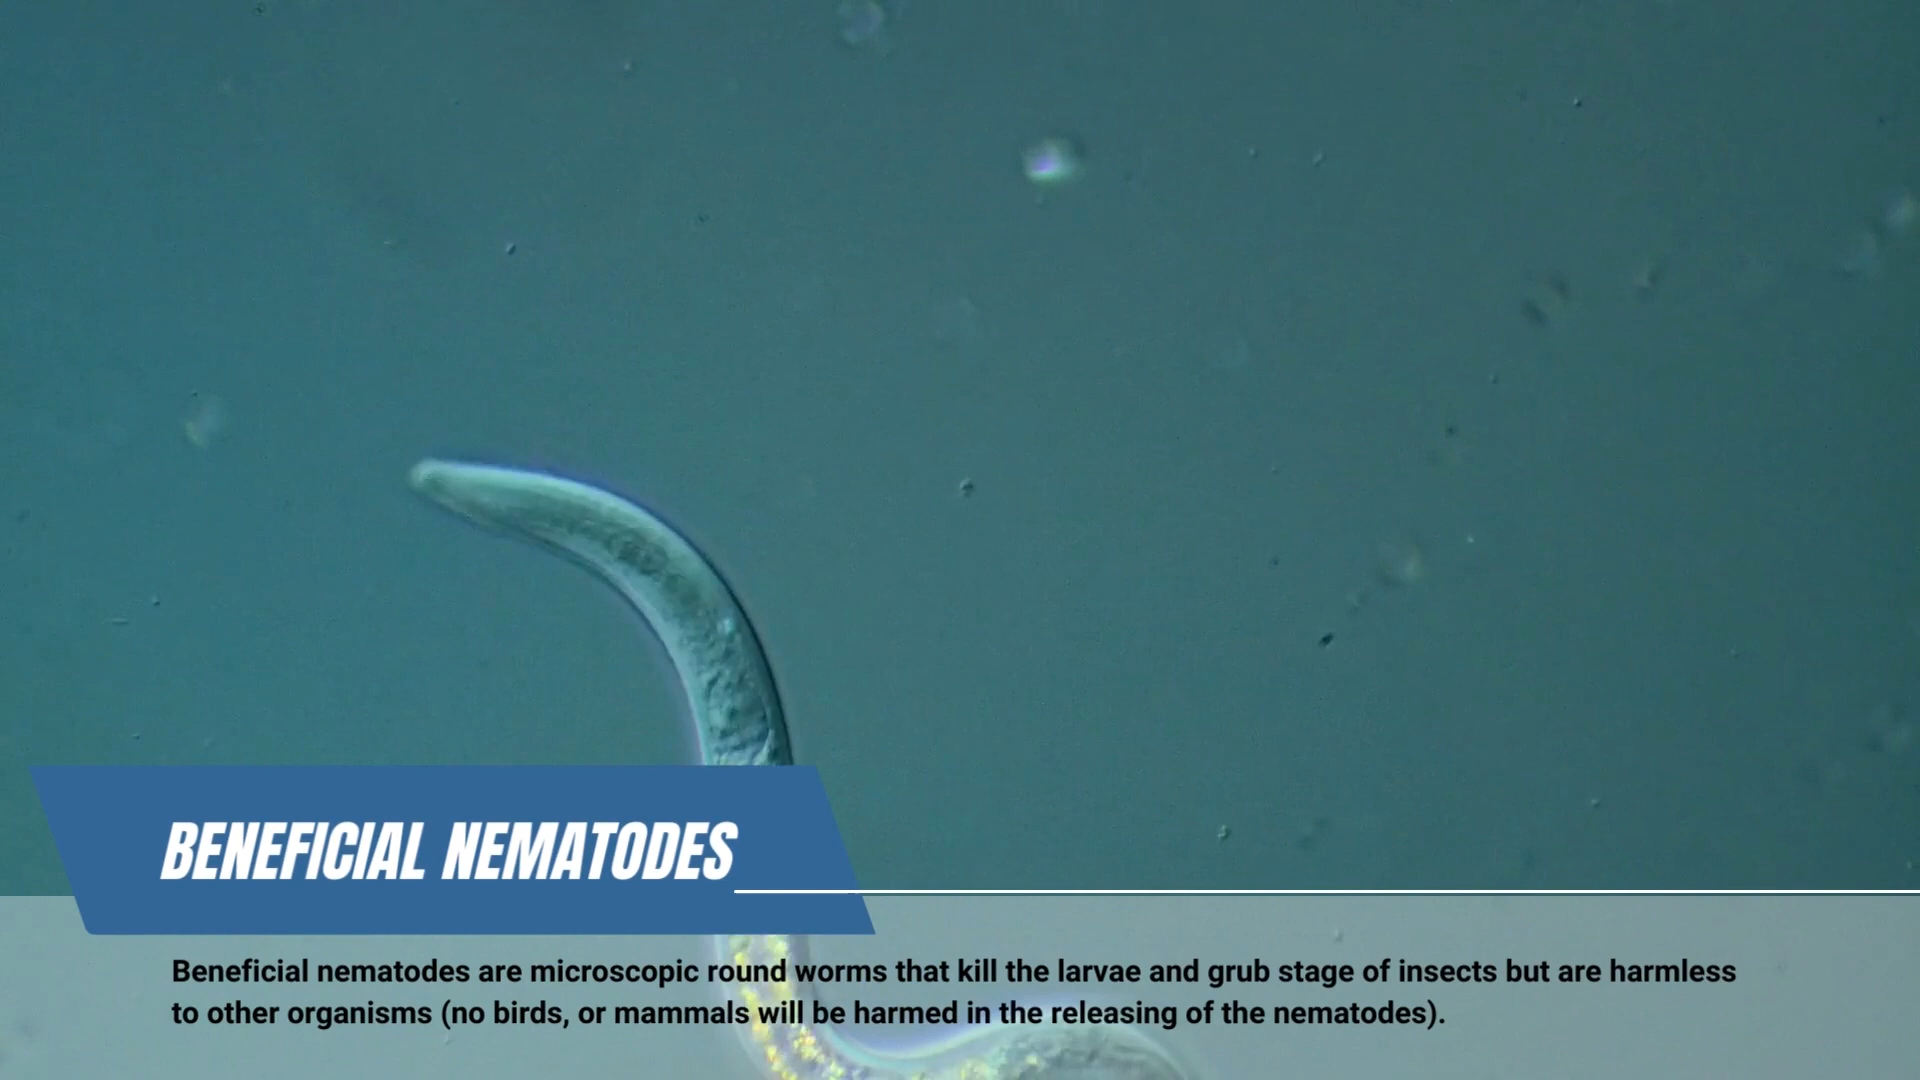 BENEFICIAL NEMATODES
Beneficial nematodes are microscopic round worms that kill the larvae and grub stage of insects but are harmless
to other organisms (no birds, or mammals will be harmed in the releasing of the nematodes).